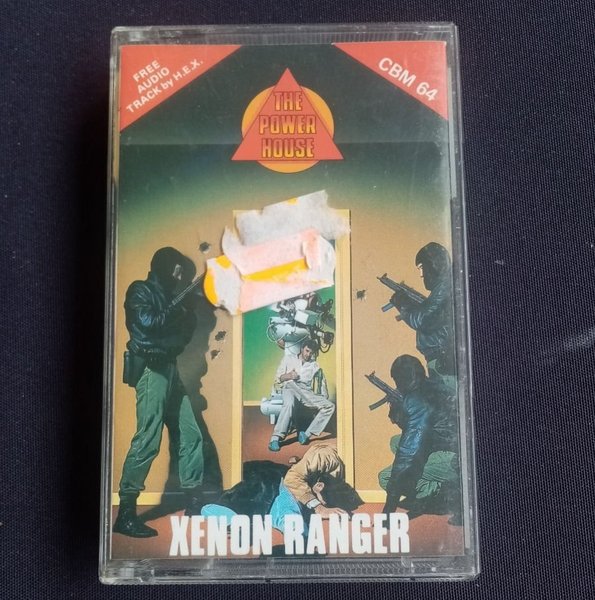 FREE
AUDIO
TRACK by H.E.X.
CBM 64
THE
POWER
HOUSE
XENON RANGER